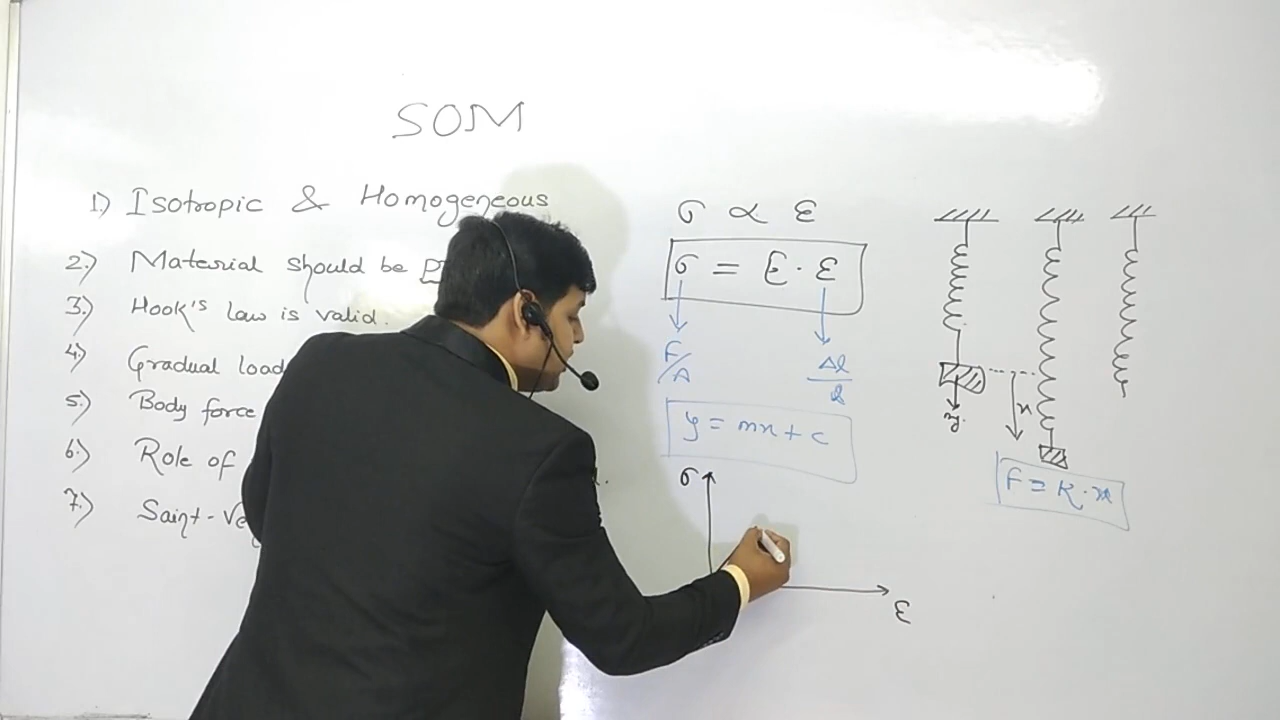 SOM
1) Isotropic & Homogeneous
2.) Material should be
3.) Hook's law is valid.
4.) Gradual load
5.) Body force
6.) Role of
7.) Saint-Ve
σ ∝ ε
σ = E · ε
F/A
Δl/l
y = mx + c
σ
ε
x
F = K · x